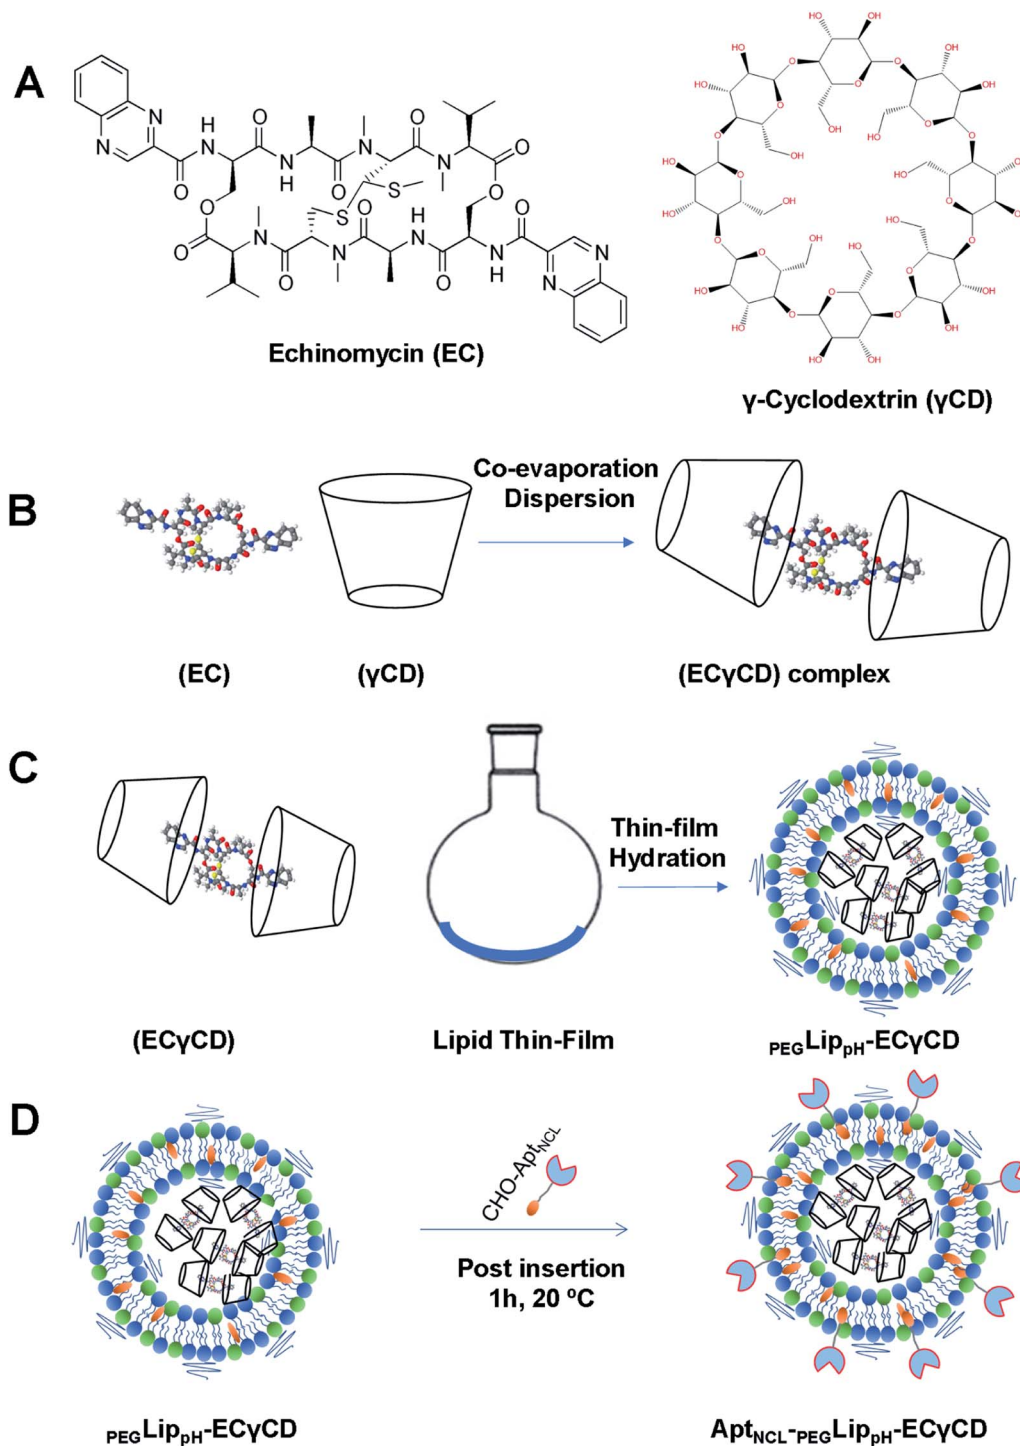 A
Echinomycin (EC)
γ-Cyclodextrin (γCD)
B
Co-evaporation
Dispersion
(EC)
(γCD)
(ECγCD) complex
C
Thin-film
Hydration
(ECγCD)
Lipid Thin-Film
PEGLippH-ECγCD
D
CHO-AptNCL
Post insertion
1h, 20 ºC
PEGLippH-ECγCD
AptNCL-PEGLippH-ECγCD